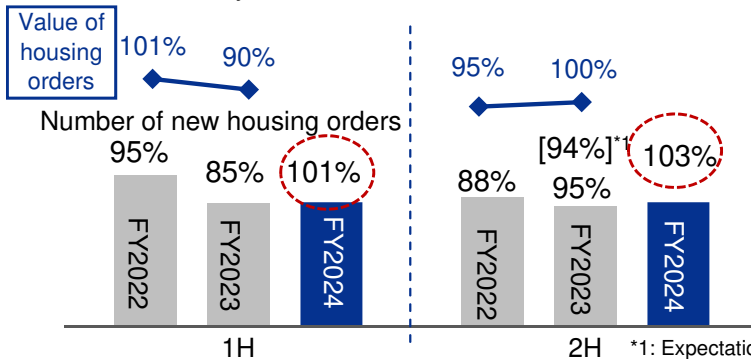 Value of
housing
orders
101%
90%
95%
100%
Number of new housing orders
95%
85%
101%
88%
[94%]*1
95%
103%
FY2022
FY2023
FY2024
FY2022
FY2023
FY2024
1H
2H
*1: